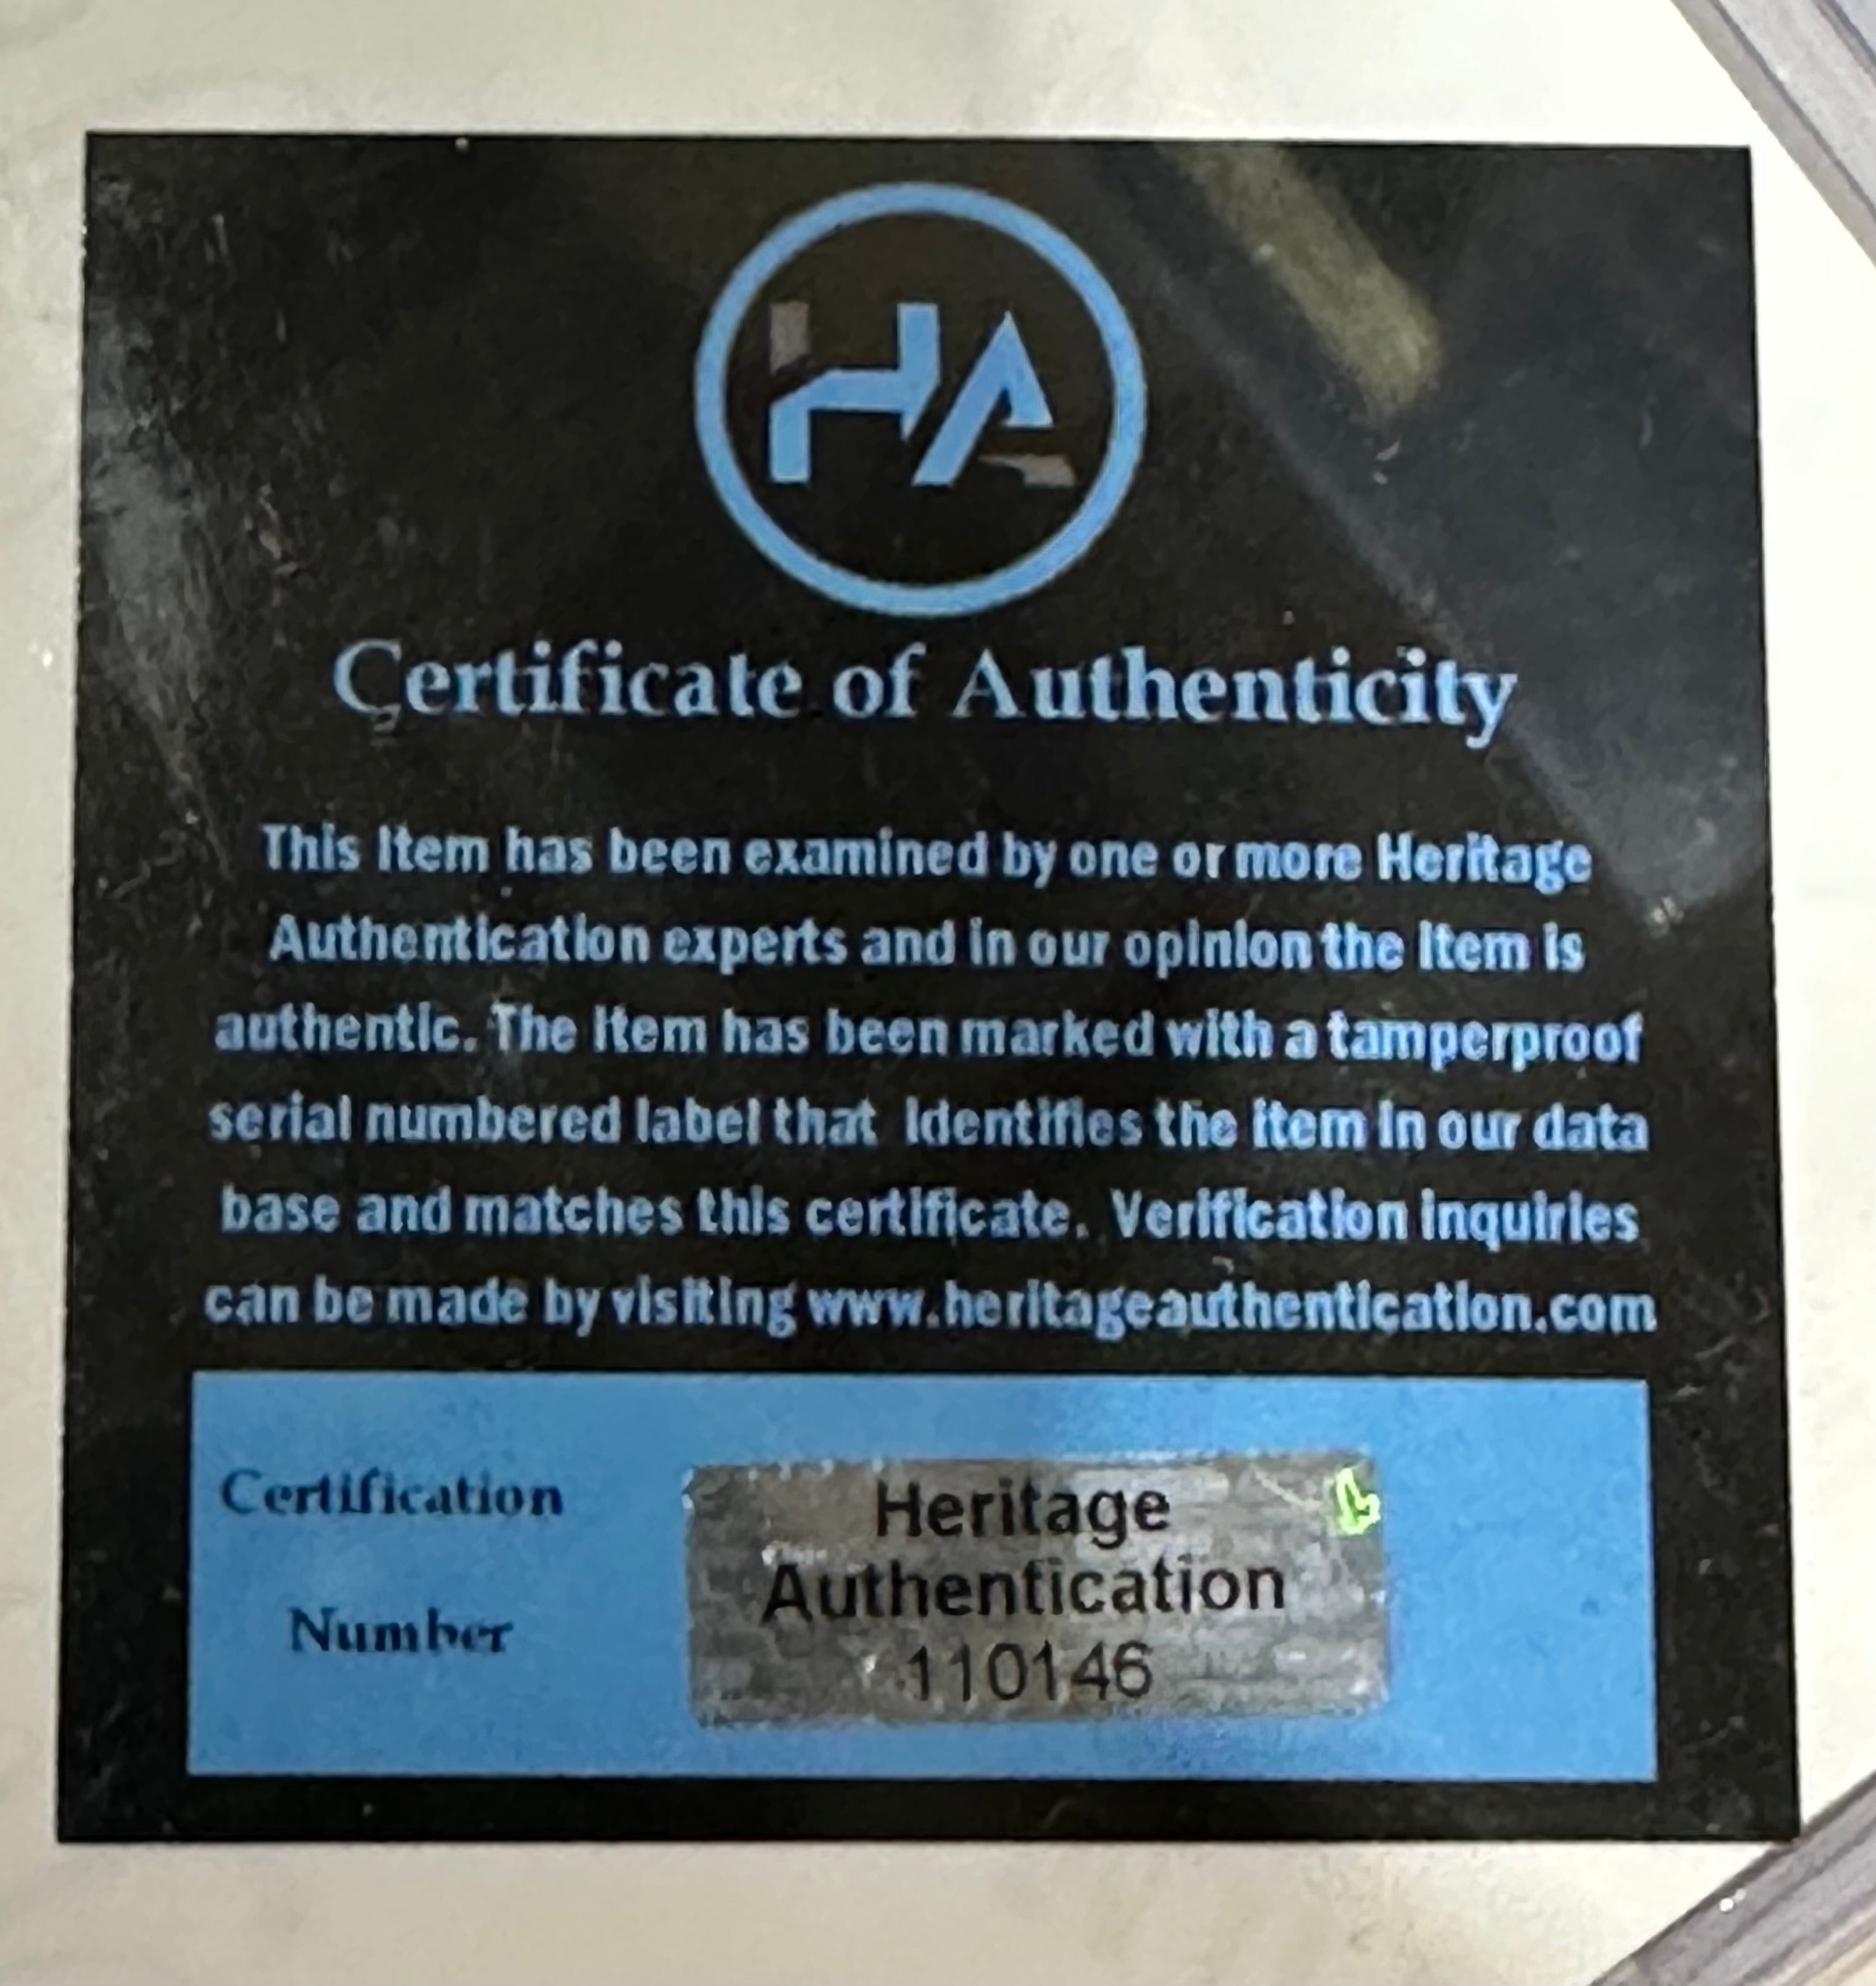 HA
Certificate of Authenticity
This item has been examined by one or more Heritage
Authentication experts and in our opinion the item is
authentic. The item has been marked with a tamperproof
serial numbered label that identifies the item in our data
base and matches this certificate. Verification inquiries
can be made by visiting www.heritageauthentication.com
Certification
Number
Heritage
Authentication
110146